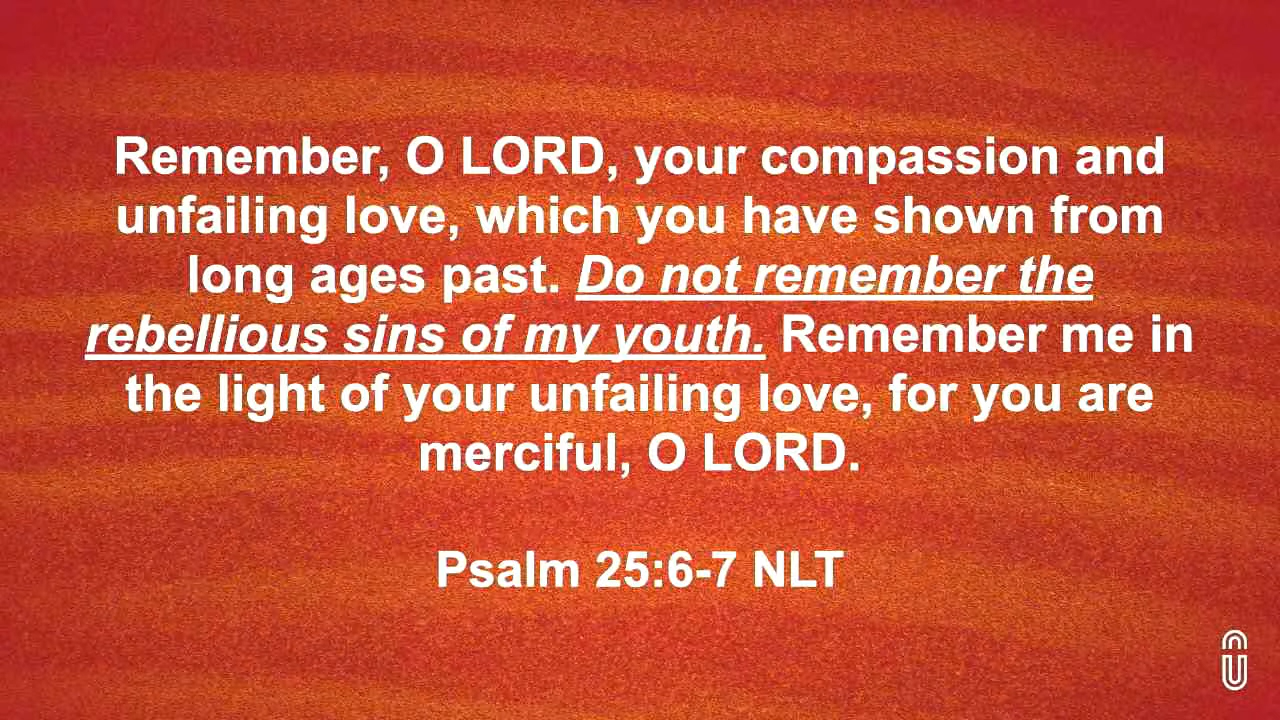 Remember, O LORD, your compassion and
unfailing love, which you have shown from
long ages past. Do not remember the
rebellious sins of my youth. Remember me in
the light of your unfailing love, for you are
merciful, O LORD.
Psalm 25:6-7 NLT